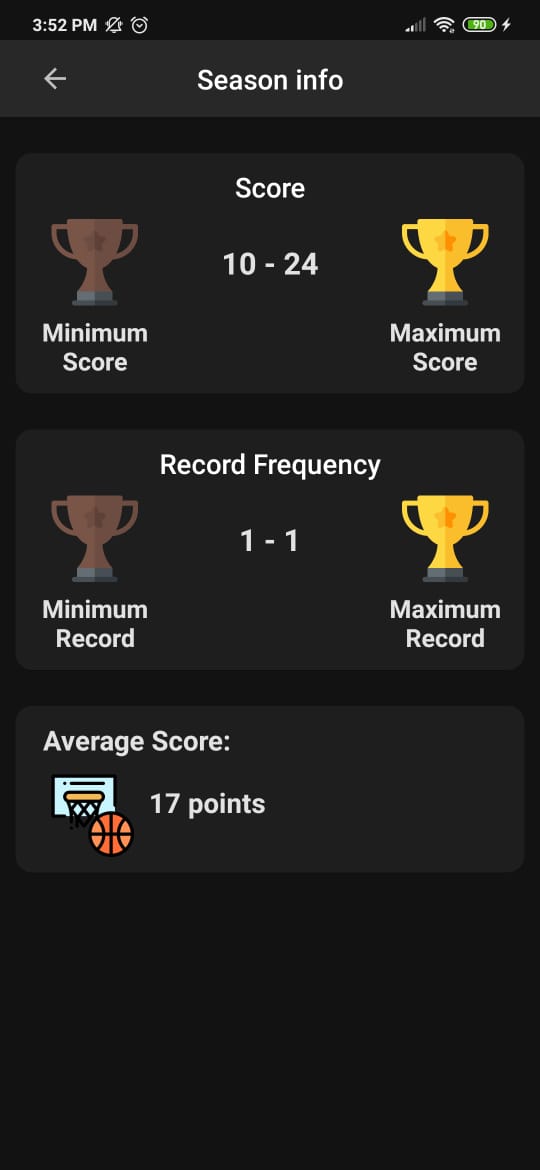 3:52 PM
90
Season info
Score
10 - 24
Minimum
Score
Maximum
Score
Record Frequency
1 - 1
Minimum
Record
Maximum
Record
Average Score:
17 points